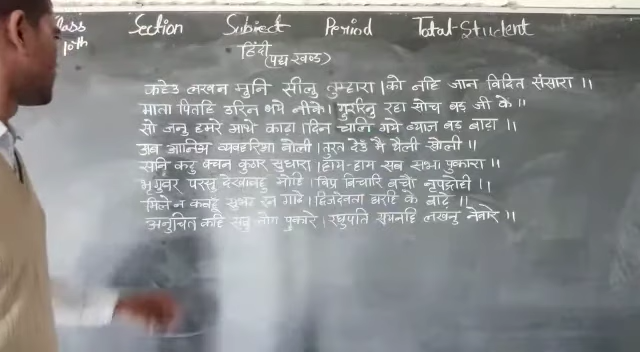 Class Section Subject Period Total-Student
10th हिंदी
(पद्य खण्ड)
कहेउ लखन मुनि सीलु तुम्हारा । को नहि जान विदित संसारा ॥
माता पितहि उरिन भये नीके । गुररिनु रहा सोच बड जी के ॥
सो जनु हमरे माथे काढा । दिन चलि गये ब्याज बड बाढा ॥
अब आनिअ व्यवहरिआ बोली । तुरत देउँ मै थैली खोली ॥
सुनि कटु वचन कुठार सुधारा । हाय-हाय सब सभा पुकारा ॥
भृगुवर परसु देखावहु मोही । विप्र विचारि बचौ नृपद्रोही ॥
मिले न कबहु सुभट रन गाढे । द्विजदेवता घरहि के बाढे ॥
अनुचित कहि सबु लोग पुकारे । रघुपति सयनहि लखनु नेवारे ॥